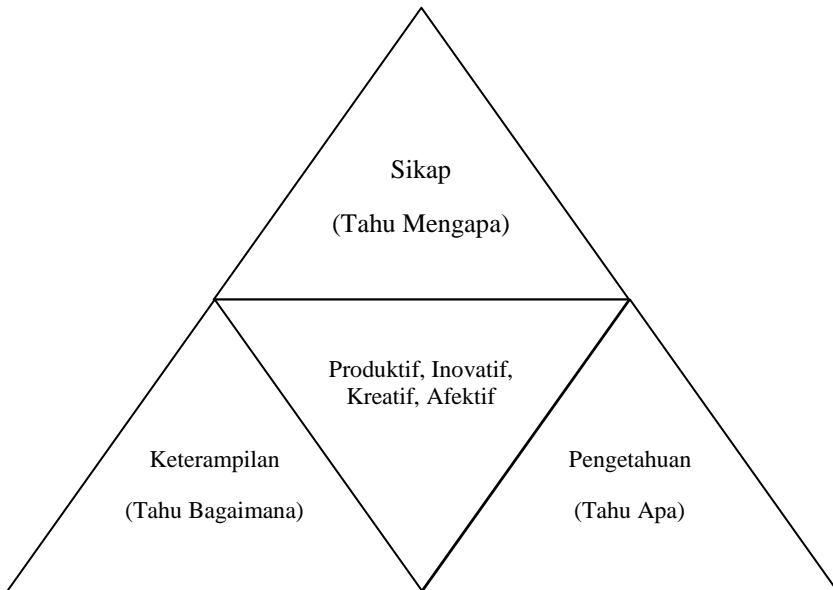 Sikap
(Tahu Mengapa)
Produktif, Inovatif,
Kreatif, Afektif
Keterampilan
(Tahu Bagaimana)
Pengetahuan
(Tahu Apa)